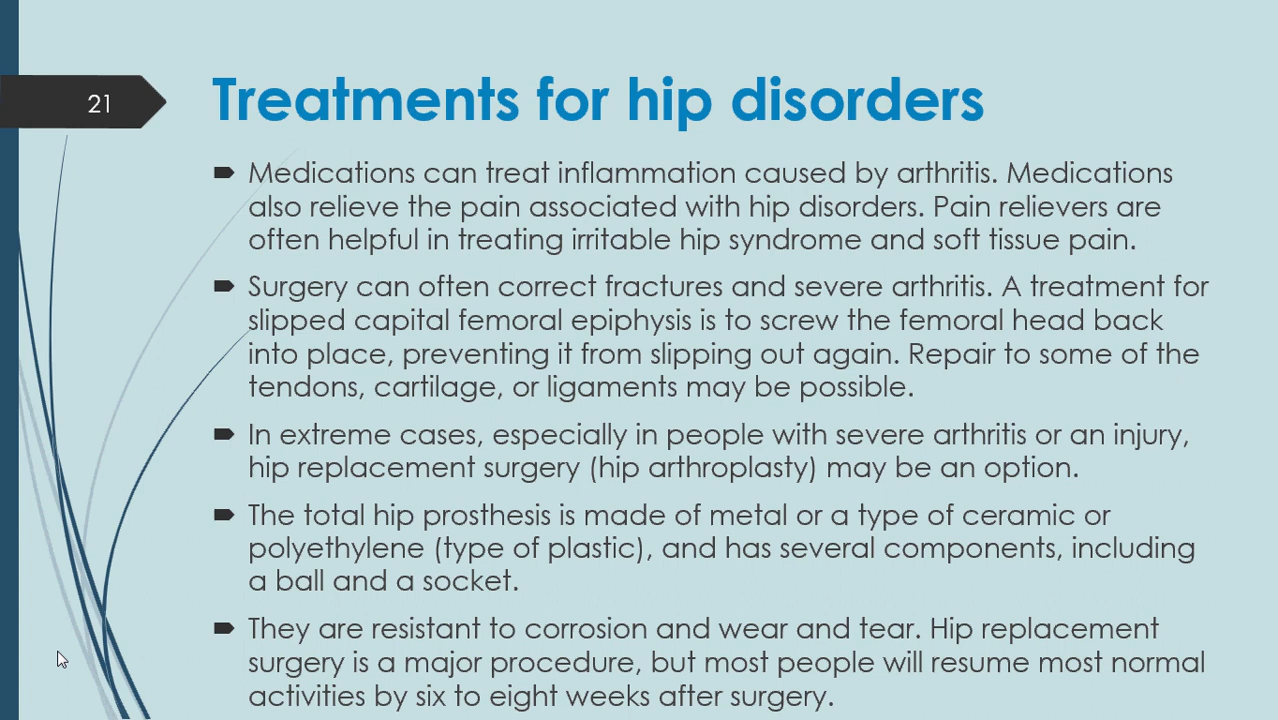 21
Treatments for hip disorders
Medications can treat inflammation caused by arthritis. Medications
also relieve the pain associated with hip disorders. Pain relievers are
often helpful in treating irritable hip syndrome and soft tissue pain.
Surgery can often correct fractures and severe arthritis. A treatment for
slipped capital femoral epiphysis is to screw the femoral head back
into place, preventing it from slipping out again. Repair to some of the
tendons, cartilage, or ligaments may be possible.
In extreme cases, especially in people with severe arthritis or an injury,
hip replacement surgery (hip arthroplasty) may be an option.
The total hip prosthesis is made of metal or a type of ceramic or
polyethylene (type of plastic), and has several components, including
a ball and a socket.
They are resistant to corrosion and wear and tear. Hip replacement
surgery is a major procedure, but most people will resume most normal
activities by six to eight weeks after surgery.